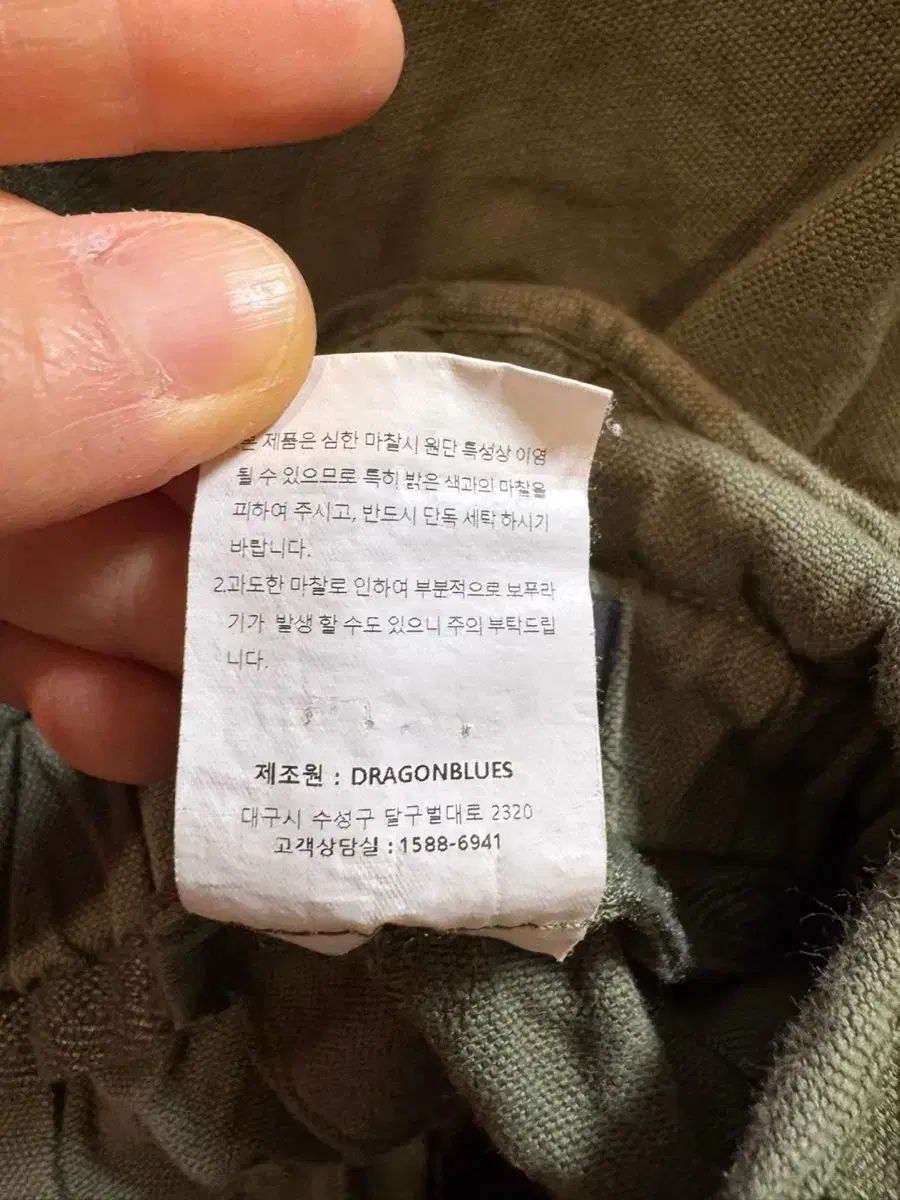 본 제품은 심한 마찰시 원단 특성상 이염
될 수 있으므로 특히 밝은 색과의 마찰을
피하여 주시고, 반드시 단독 세탁 하시기
바랍니다.
2.과도한 마찰로 인하여 부분적으로 보푸라
기가 발생 할 수도 있으니 주의 부탁드립
니다.
제조원 : DRAGONBLUES
대구시 수성구 달구벌대로 2320
고객상담실 : 1588-6941